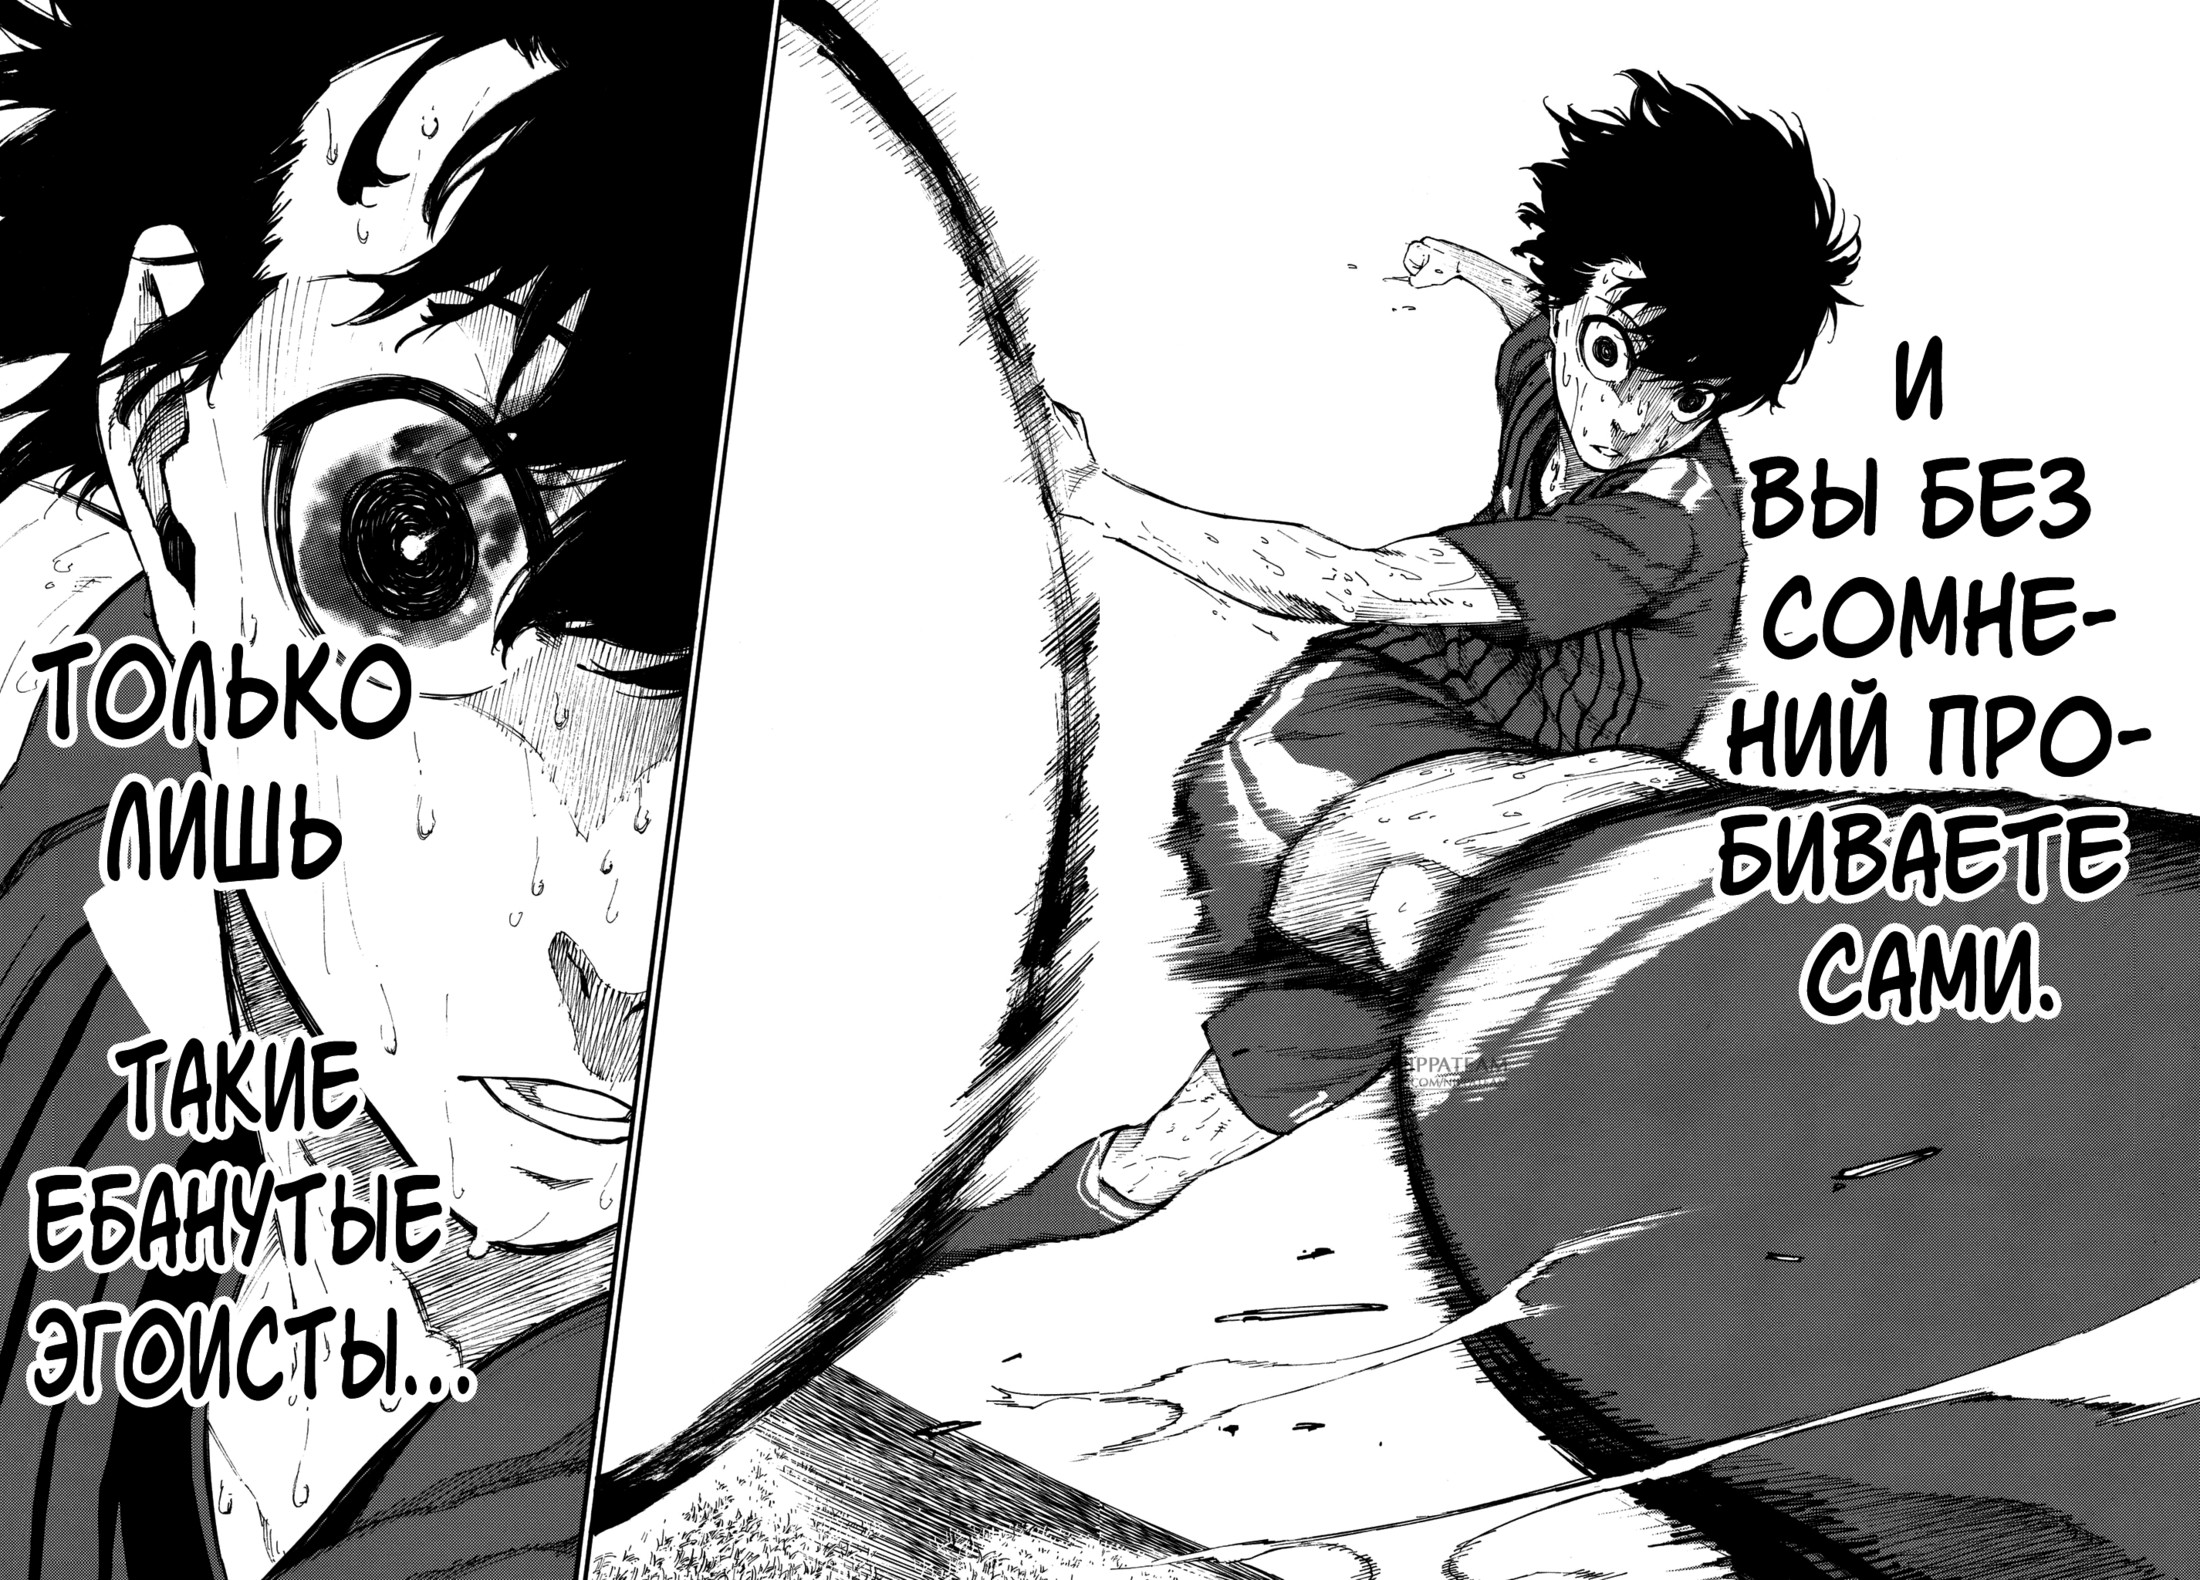 И
ВЫ БЕЗ
СОМНЕ-
НИЙ ПРО-
БИВАЕТЕ
САМИ.
ТОЛЬКО
ЛИШЬ
ТАКИЕ
ЕБАНУТЫЕ
ЭГОИСТЫ...